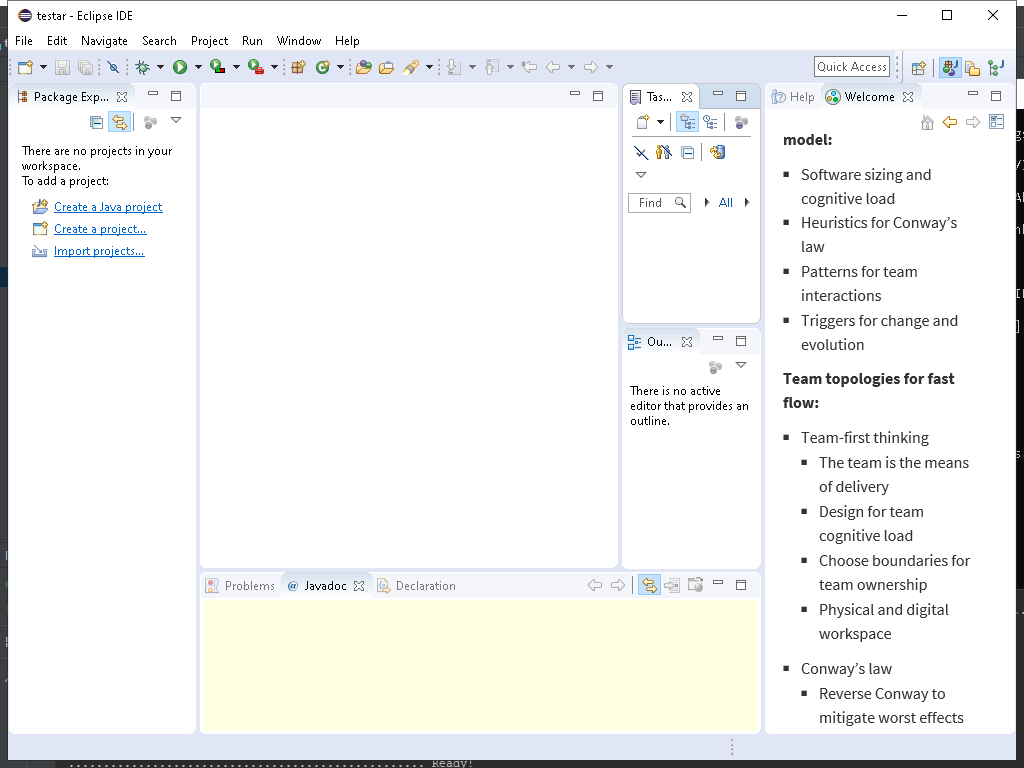 testar - Eclipse IDE
File Edit Navigate Search Project Run Window Help
Quick Access
Package Exp...
There are no projects in your
workspace.
To add a project:
Create a Java project
Create a project...
Import projects...
Tas...
Find
All
Ou...
There is no active
editor that provides an
outline.
Problems @ Javadoc Declaration
Help Welcome
model:
Software sizing and
cognitive load
Heuristics for Conway’s
law
Patterns for team
interactions
Triggers for change and
evolution
Team topologies for fast
flow:
Team-first thinking
The team is the means
of delivery
Design for team
cognitive load
Choose boundaries for
team ownership
Physical and digital
workspace
Conway’s law
Reverse Conway to
mitigate worst effects
Ready!